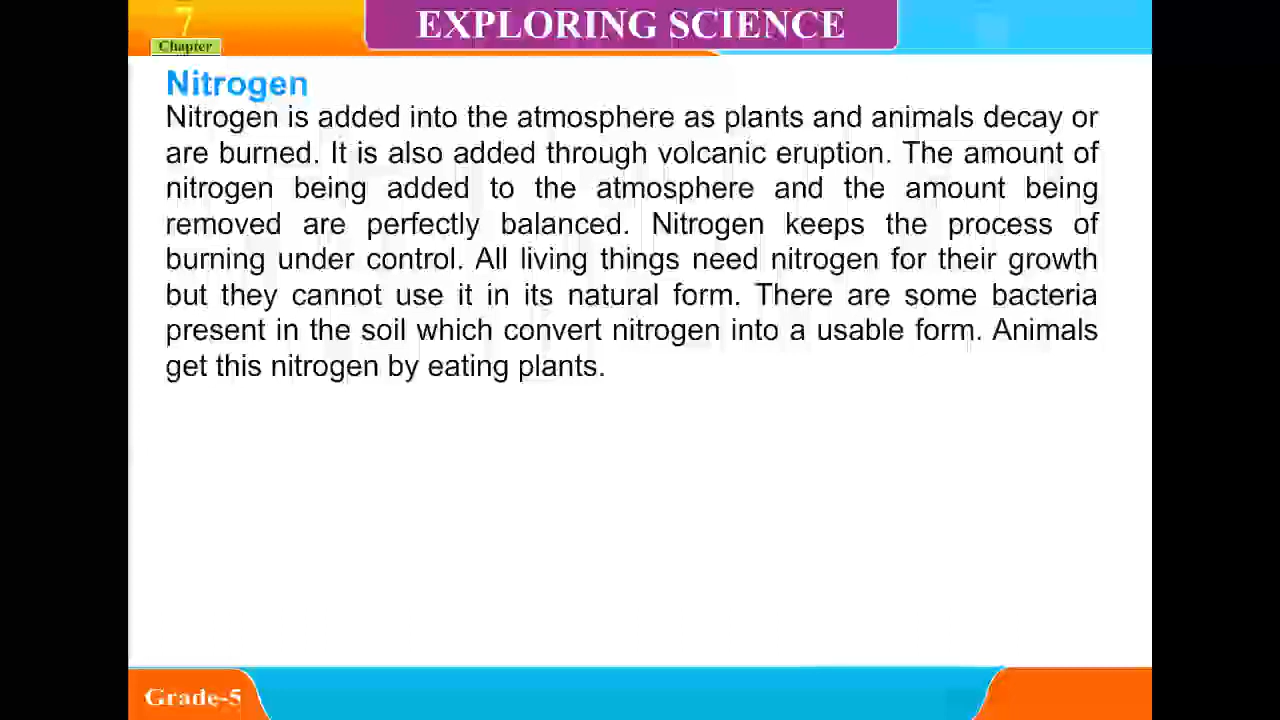 7
Chapter
EXPLORING SCIENCE
Nitrogen
Nitrogen is added into the atmosphere as plants and animals decay or
are burned. It is also added through volcanic eruption. The amount of
nitrogen being added to the atmosphere and the amount being
removed are perfectly balanced. Nitrogen keeps the process of
burning under control. All living things need nitrogen for their growth
but they cannot use it in its natural form. There are some bacteria
present in the soil which convert nitrogen into a usable form. Animals
get this nitrogen by eating plants.
Grade-5